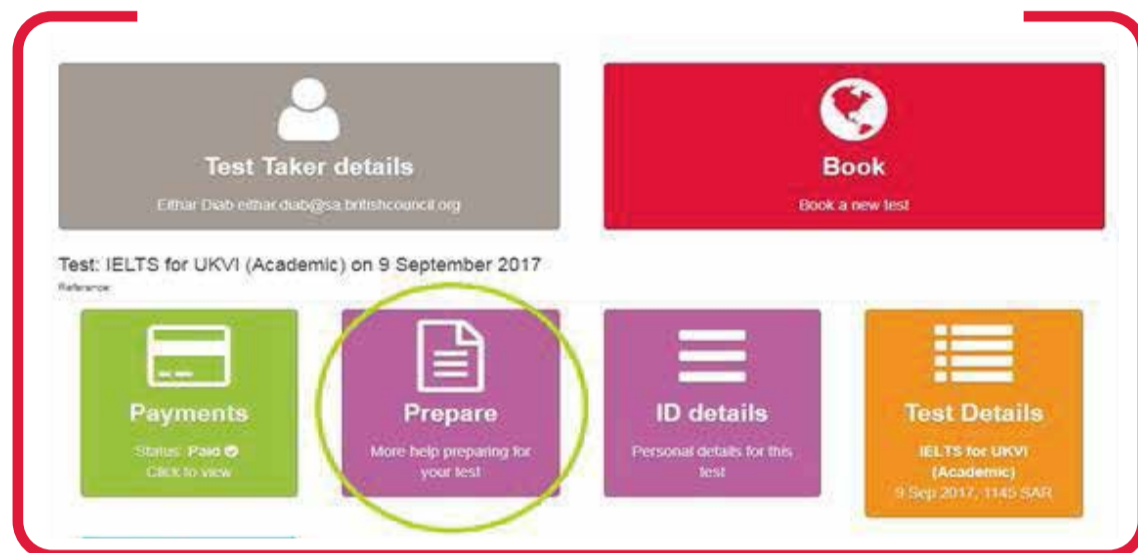 Test Taker details
Eithar Diab eithar.diab@sa.britishcouncil.org
Book
Book a new test
Test: IELTS for UKVI (Academic) on 9 September 2017
Reference:
Payments
Status: Paid
Click to view
Prepare
More help preparing for
your test
ID details
Personal details for this
test
Test Details
IELTS for UKVI
(Academic)
9 Sep 2017, 1145 SAR